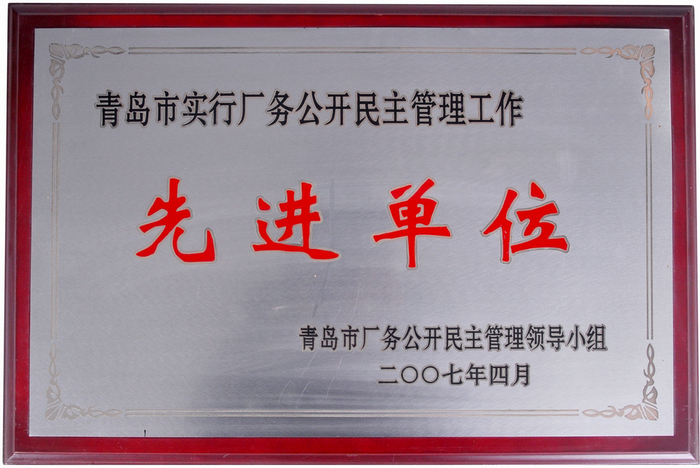 青岛市实行厂务公开民主管理工作
先进单位
青岛市厂务公开民主管理领导小组
二〇〇七年四月